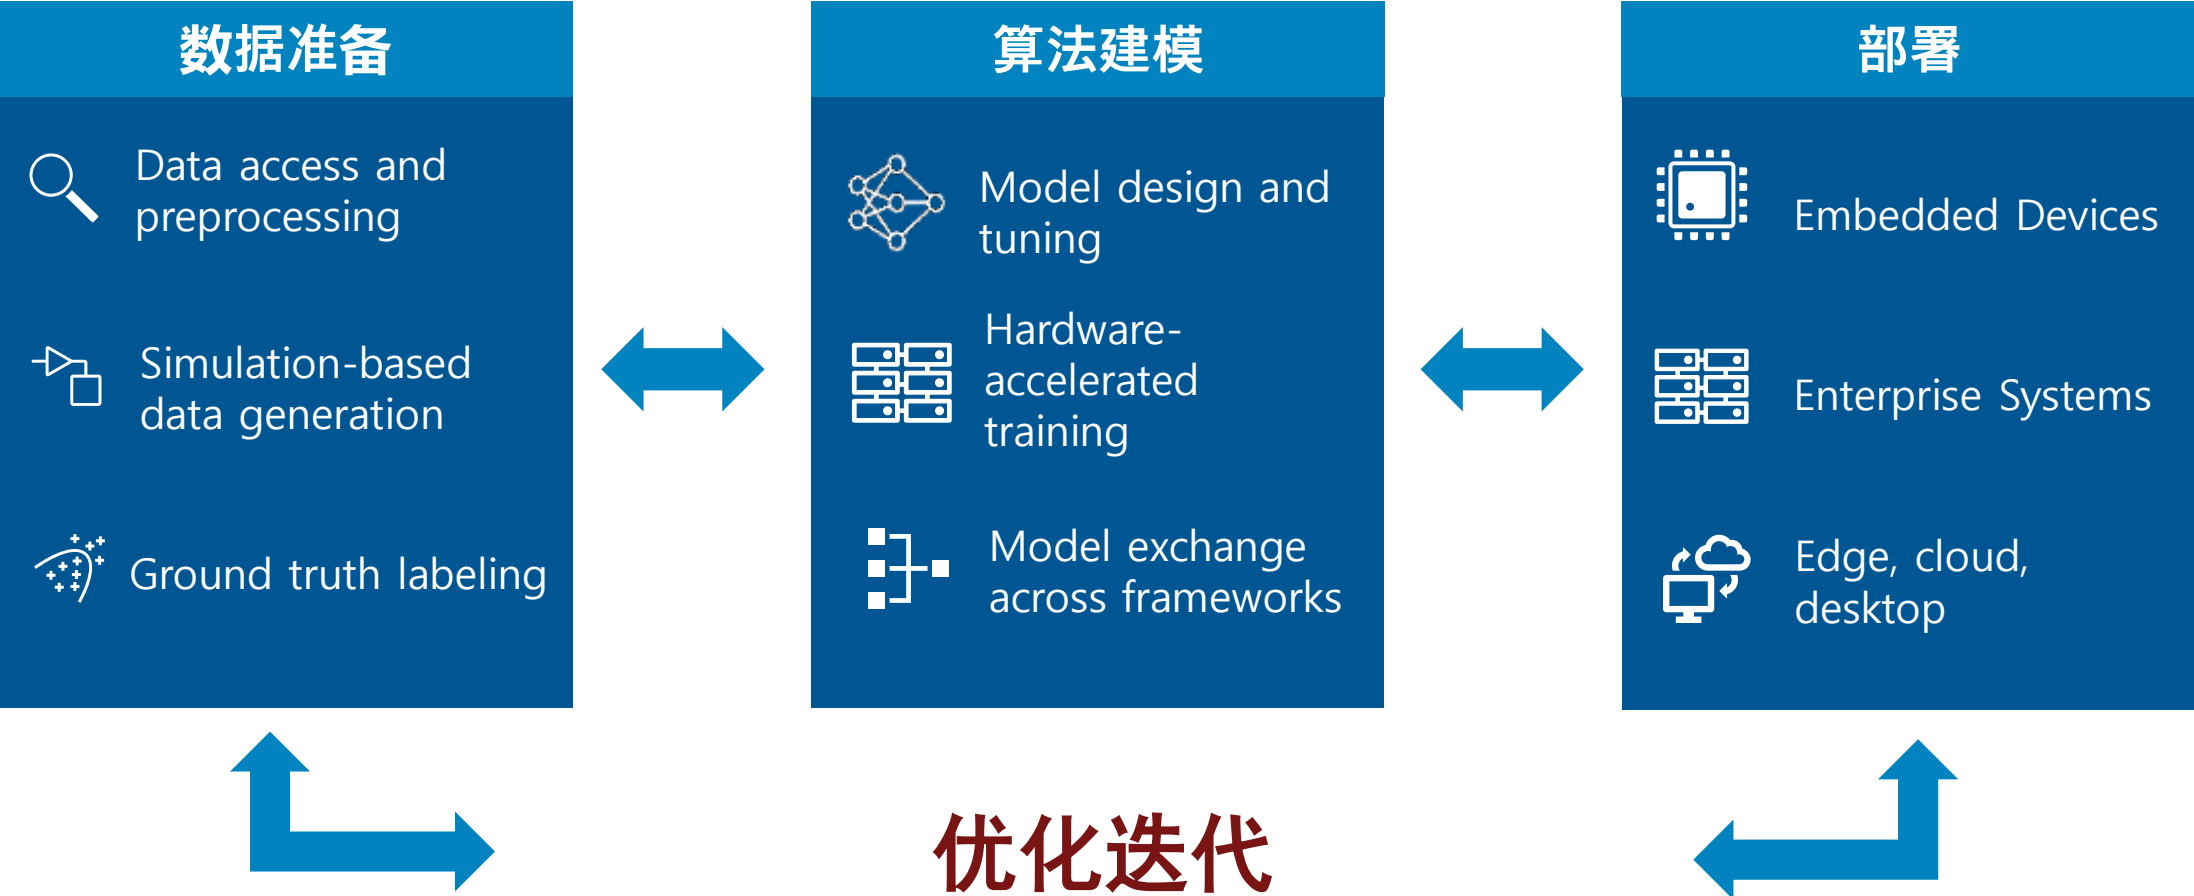 数据准备
Data access and
preprocessing
Simulation-based
data generation
Ground truth labeling
算法建模
Model design and
tuning
Hardware-
accelerated
training
Model exchange
across frameworks
部署
Embedded Devices
Enterprise Systems
Edge, cloud,
desktop
优化迭代